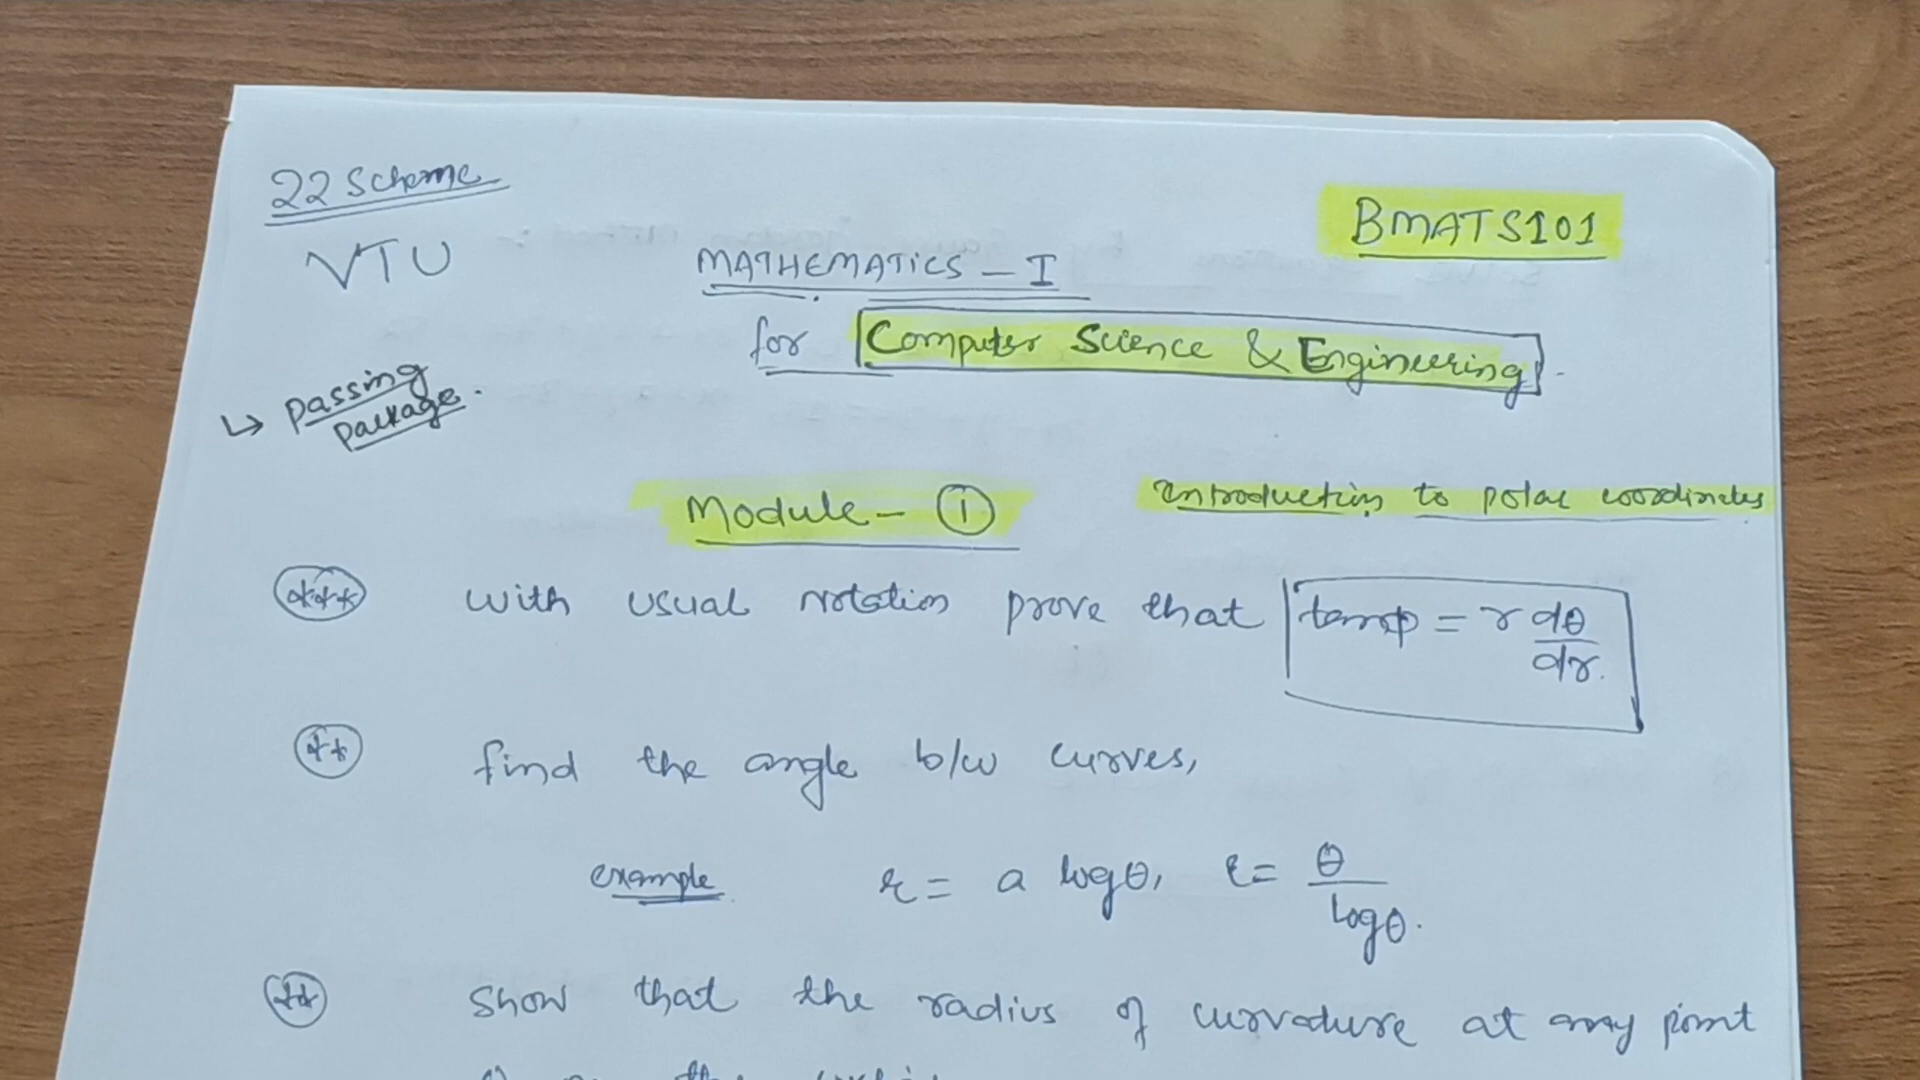 22 Scheme
VTU
BMATS101
MATHEMATICS - I
for Computer Science & Engineering
↳ passing
package.
Module - ①
Introduction to polar coordinates
*** with usual notation prove that tanϕ = r dθ/dr.
** find the angle b/w curves,
example r = a logθ, r = θ/logθ.
** Show that the radius of curvature at any point